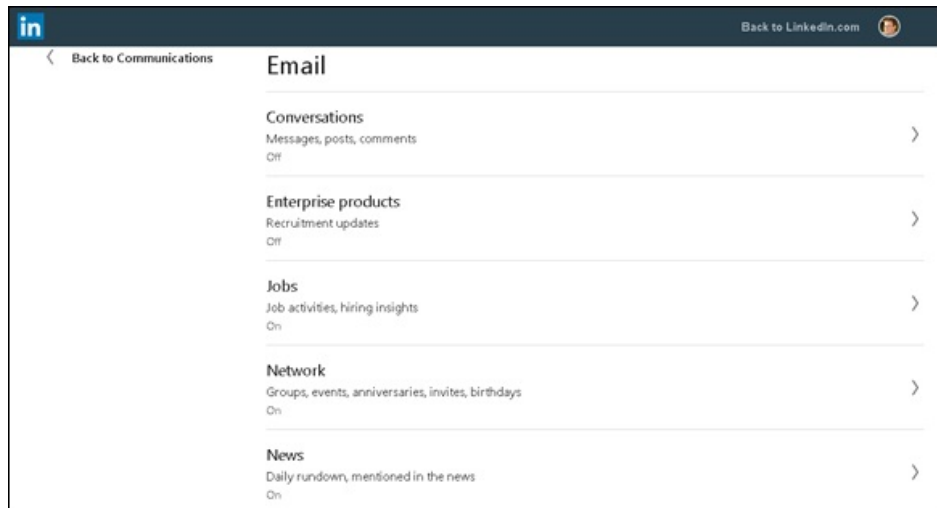 in
Back to LinkedIn.com
Back to Communications
Email
Conversations
Messages, posts, comments
Off
Enterprise products
Recruitment updates
Off
Jobs
Job activities, hiring insights
On
Network
Groups, events, anniversaries, invites, birthdays
On
News
Daily rundown, mentioned in the news
On